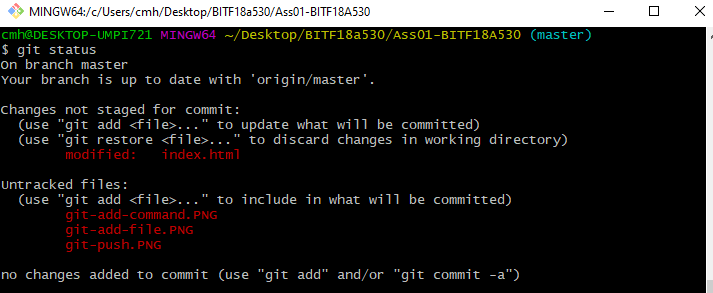 MINGW64:/c/Users/cmh/Desktop/BITF18a530/Ass01-BITF18A530
cmh@DESKTOP-UMPI721 MINGW64 ~/Desktop/BITF18a530/Ass01-BITF18A530 (master)
$ git status
On branch master
Your branch is up to date with 'origin/master'.
Changes not staged for commit:
  (use "git add <file>..." to update what will be committed)
  (use "git restore <file>..." to discard changes in working directory)
        modified:   index.html
Untracked files:
  (use "git add <file>..." to include in what will be committed)
        git-add-command.PNG
        git-add-file.PNG
        git-push.PNG
no changes added to commit (use "git add" and/or "git commit -a")